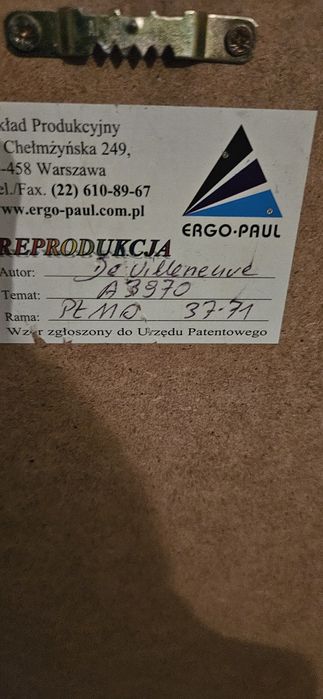 kład Produkcyjny
Chełmżyńska 249,
-458 Warszawa
el./Fax. (22) 610-89-67
www.ergo-paul.com.pl
ERGO-PAUL
REPRODUKCJA
Autor: De Villeneuve
Temat: A3970
Rama: PŁMD 37-71
Wzór zgłoszony do Urzędu Patentowego